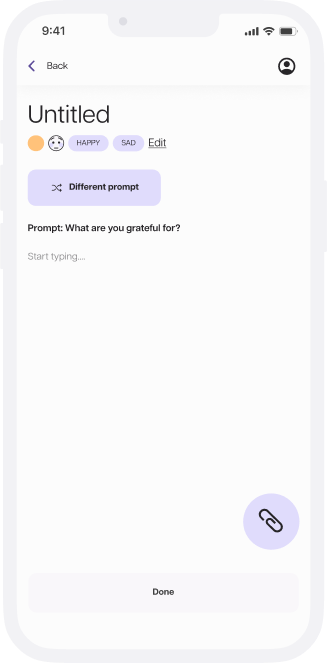 9:41
Back
Untitled
HAPPY SAD Edit
Different prompt
Prompt: What are you grateful for?
Start typing,...
Done